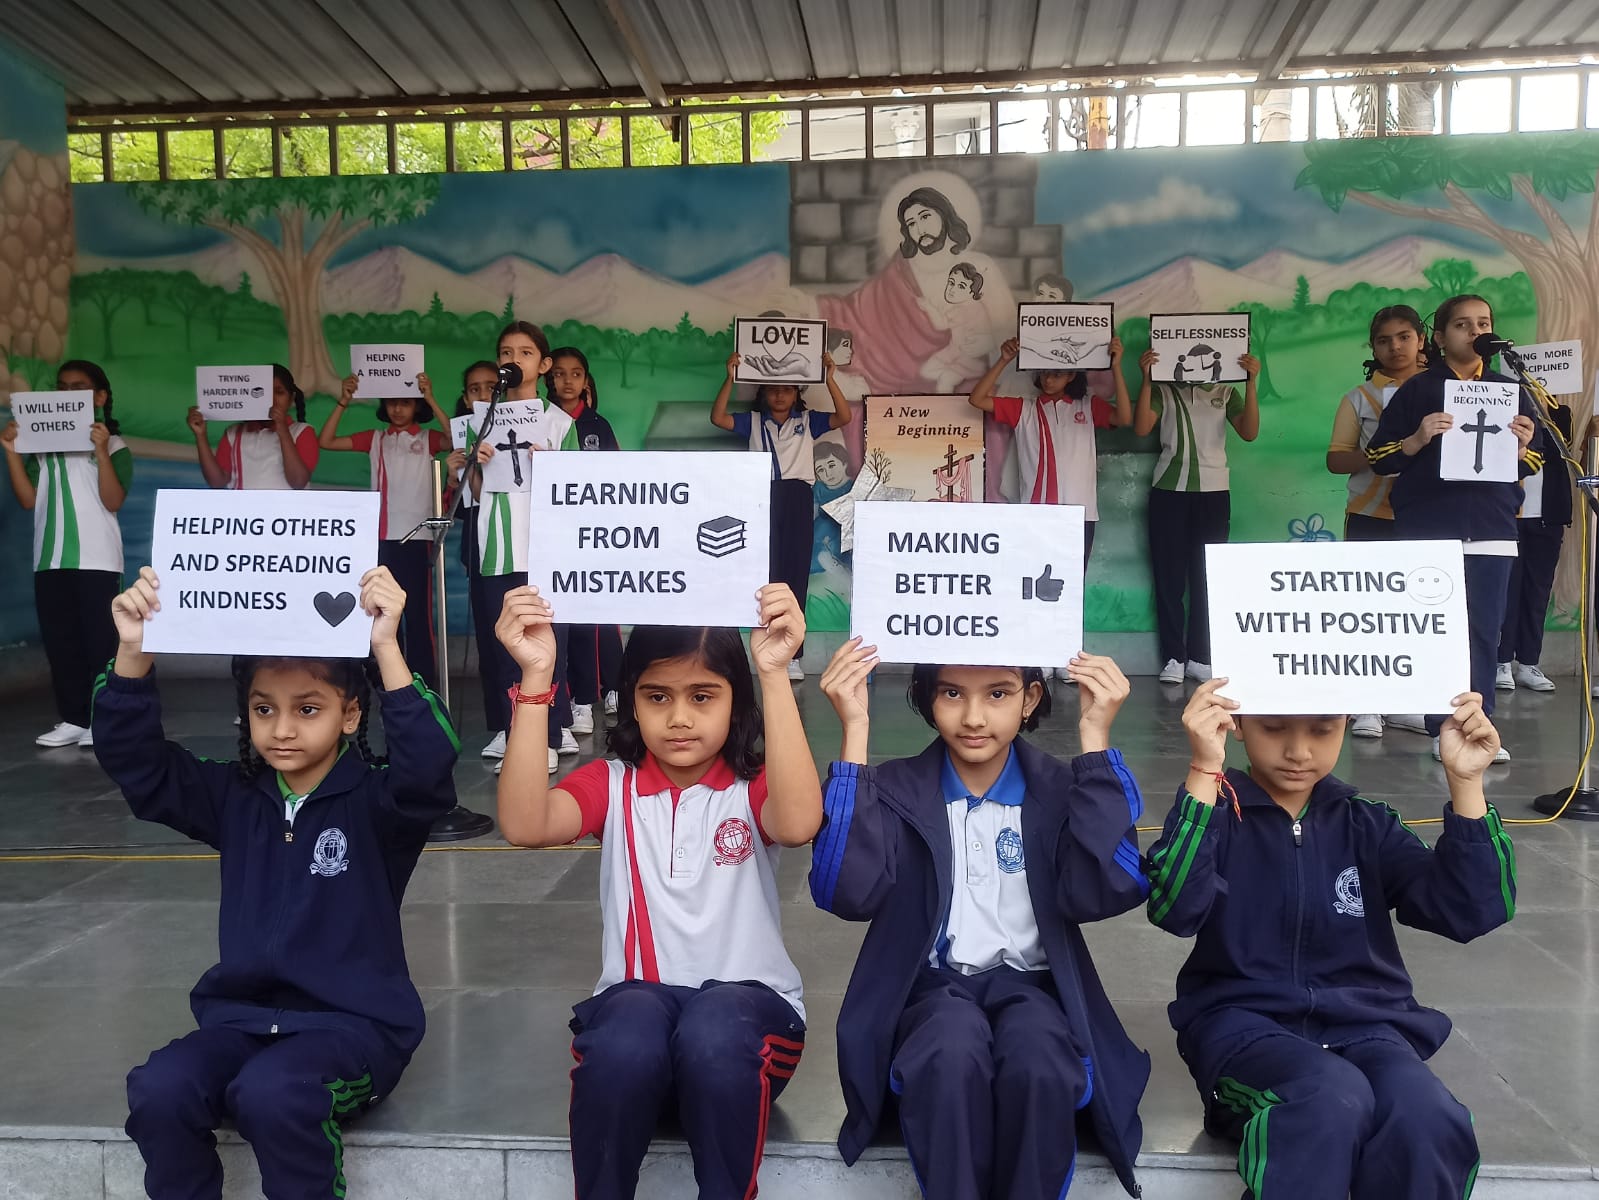 I WILL HELP
OTHERS
TRYING
HARDER IN
STUDIES
HELPING
A FRIEND
A NEW
BEGINNING
LOVE
A New
Beginning
FORGIVENESS
SELFLESSNESS
A NEW
BEGINNING
MORE
HELPING OTHERS
AND SPREADING
KINDNESS
LEARNING
FROM
MISTAKES
MAKING
BETTER
CHOICES
STARTING
WITH POSITIVE
THINKING